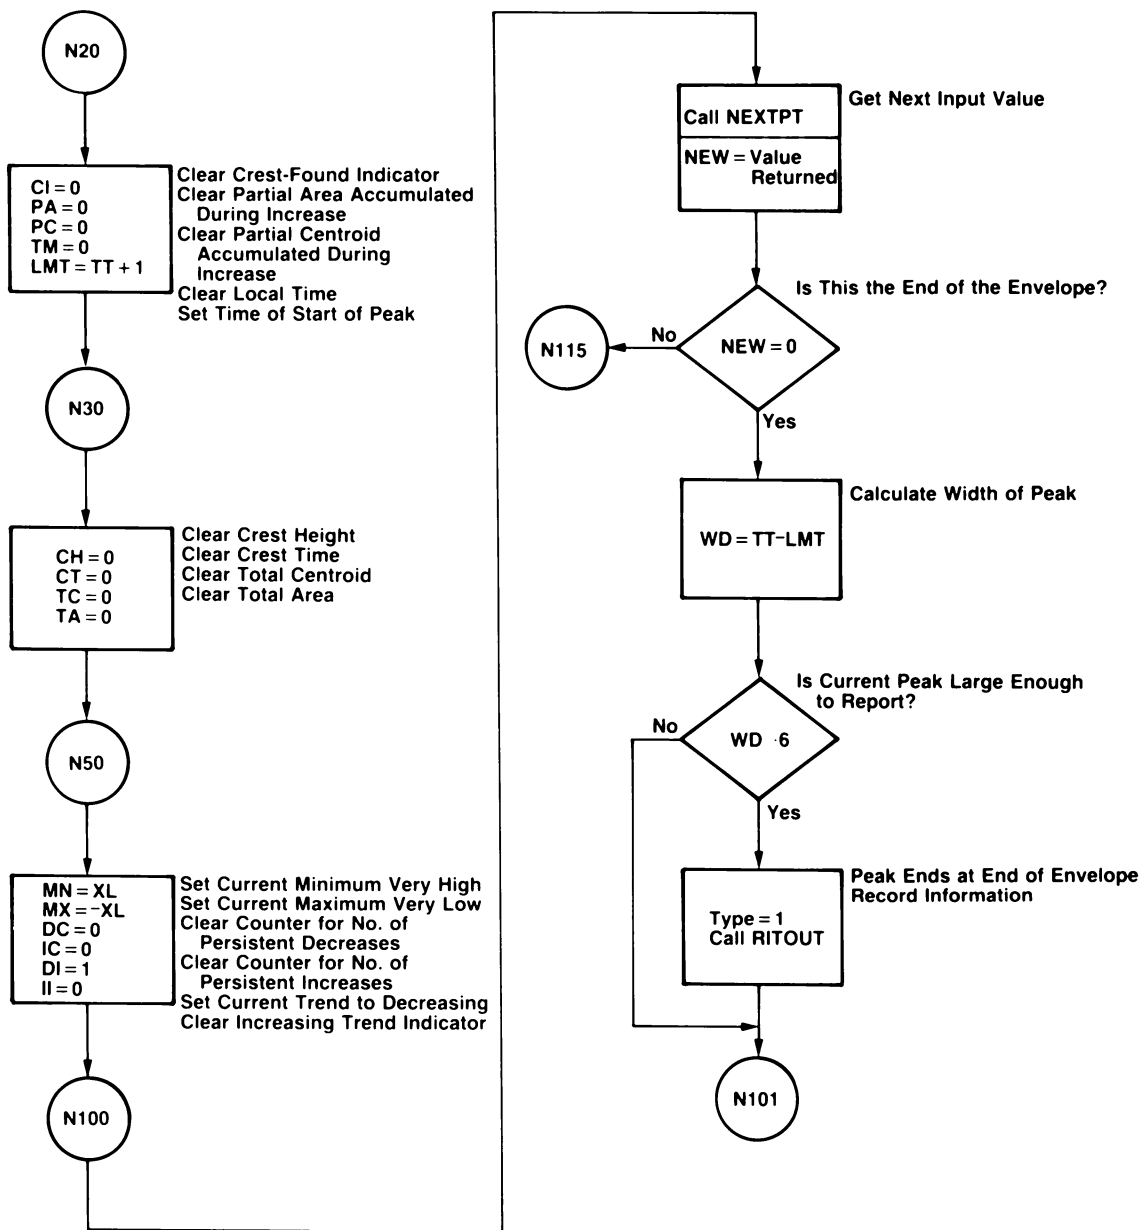 N20
CI = 0
PA = 0
PC = 0
TM = 0
LMT = TT + 1
Clear Crest-Found Indicator
Clear Partial Area Accumulated
During Increase
Clear Partial Centroid
Accumulated During
Increase
Clear Local Time
Set Time of Start of Peak
N30
CH = 0
CT = 0
TC = 0
TA = 0
Clear Crest Height
Clear Crest Time
Clear Total Centroid
Clear Total Area
N50
MN = XL
MX = -XL
DC = 0
IC = 0
DI = 1
II = 0
Set Current Minimum Very High
Set Current Maximum Very Low
Clear Counter for No. of
Persistent Decreases
Clear Counter for No. of
Persistent Increases
Set Current Trend to Decreasing
Clear Increasing Trend Indicator
N100
Call NEXTPT
NEW = Value
Returned
Get Next Input Value
Is This the End of the Envelope?
NEW = 0
No
N115
Yes
Calculate Width of Peak
WD = TT-LMT
Is Current Peak Large Enough
to Report?
No
WD 6
Yes
Peak Ends at End of Envelope
Record Information
Type = 1
Call RITOUT
N101